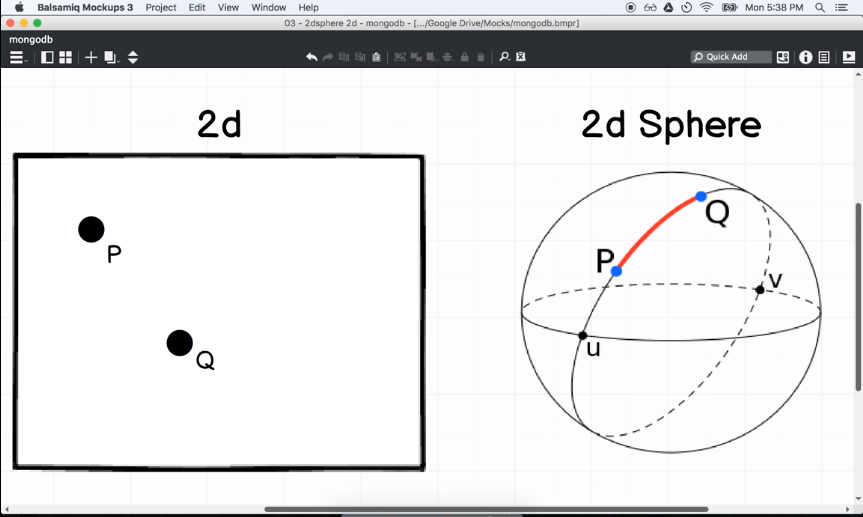 Balsamiq Mockups 3 Project Edit View Window Help Mon 5:38 PM
03 - 2dsphere 2d - mongodb - [.../Google Drive/Mocks/mongodb.bmpr]
mongodb
Quick Add
2d
2d Sphere
P
Q
Q
P
v
u